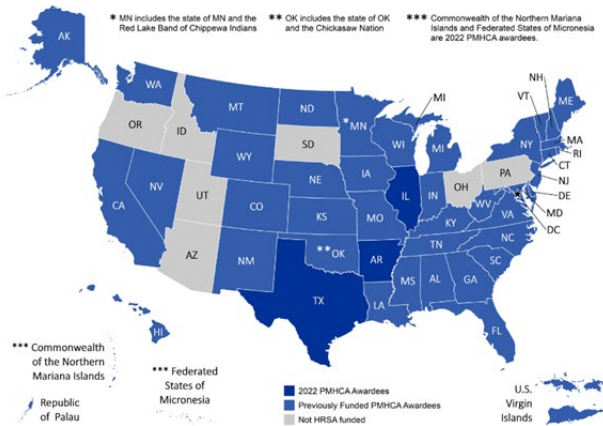 * MN includes the state of MN and the
Red Lake Band of Chippewa Indians
** OK includes the state of OK
and the Chickasaw Nation
*** Commonwealth of the Northern Mariana
Islands and Federated States of Micronesia
are 2022 PMHCA awardees.
AK
WA
MT
ND
*MN
MI
NH
VT
ME
OR
ID
SD
WI
MI
NY
MA
RI
CT
WY
NE
IA
PA
NJ
NV
UT
CO
KS
MO
IL
IN
OH
WV
VA
DE
MD
*
DC
CA
AZ
NM
**OK
AR
KY
TN
NC
SC
TX
LA
MS
AL
GA
FL
HI
*** Commonwealth
of the Northern
Mariana Islands
*** Federated
States of
Micronesia
Republic
of Palau
2022 PMHCA Awardees
Previously Funded PMHCA Awardees
Not HRSA funded
U.S.
Virgin
Islands